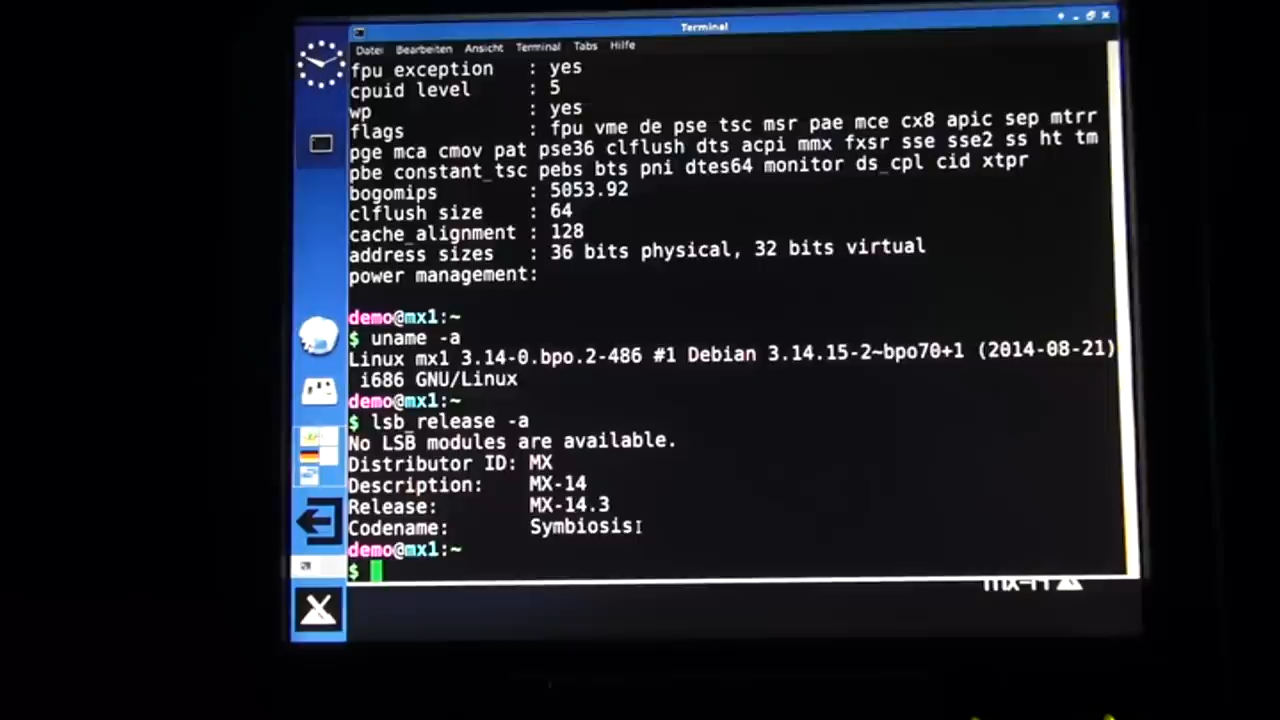 Terminal
Datei Bearbeiten Ansicht Terminal Tabs Hilfe
fpu exception : yes
cpuid level : 5
wp : yes
flags : fpu vme de pse tsc msr pae mce cx8 apic sep mtrr
pge mca cmov pat pse36 clflush dts acpi mmx fxsr sse sse2 ss ht tm
pbe constant_tsc pebs bts pni dtes64 monitor ds_cpl cid xtpr
bogomips : 5053.92
clflush size : 64
cache_alignment : 128
address sizes : 36 bits physical, 32 bits virtual
power management:
demo@mx1:~
$ uname -a
Linux mx1 3.14-0.bpo.2-486 #1 Debian 3.14.15-2~bpo70+1 (2014-08-21)
i686 GNU/Linux
demo@mx1:~
$ lsb_release -a
No LSB modules are available.
Distributor ID: MX
Description: MX-14
Release: MX-14.3
Codename: Symbiosis
demo@mx1:~
$